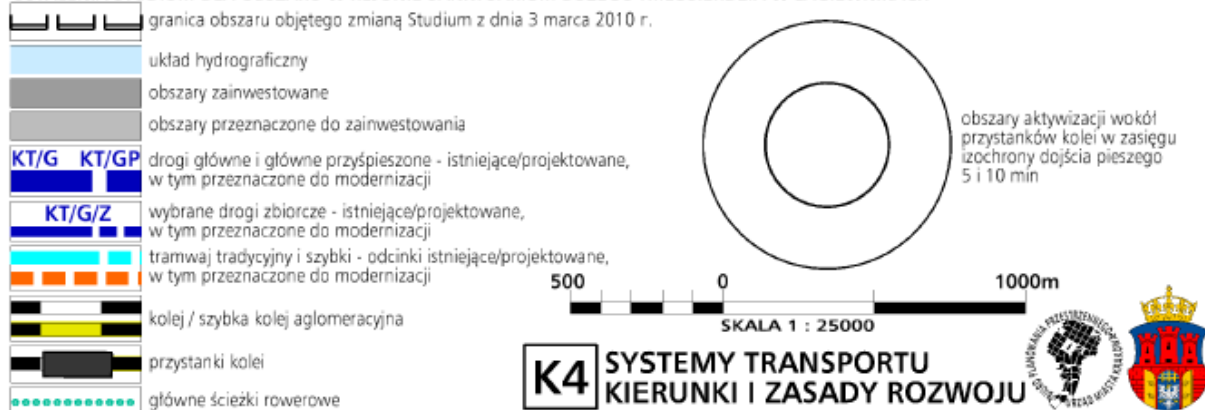 granica obszaru objętego zmianą Studium z dnia 3 marca 2010 r.
układ hydrograficzny
obszary zainwestowane
obszary przeznaczone do zainwestowania
KT/G KT/GP
drogi główne i główne przyśpieszone - istniejące/projektowane,
w tym przeznaczone do modernizacji
KT/G/Z
wybrane drogi zbiorcze - istniejące/projektowane,
w tym przeznaczone do modernizacji
tramwaj tradycyjny i szybki - odcinki istniejące/projektowane,
w tym przeznaczone do modernizacji
kolej / szybka kolej aglomeracyjna
przystanki kolei
główne ścieżki rowerowe
obszary aktywizacji wokół
przystanków kolei w zasięgu
izochrony dojścia pieszego
5 i 10 min
500 0 1000m
SKALA 1 : 25000
K4 SYSTEMY TRANSPORTU
KIERUNKI I ZASADY ROZWOJU